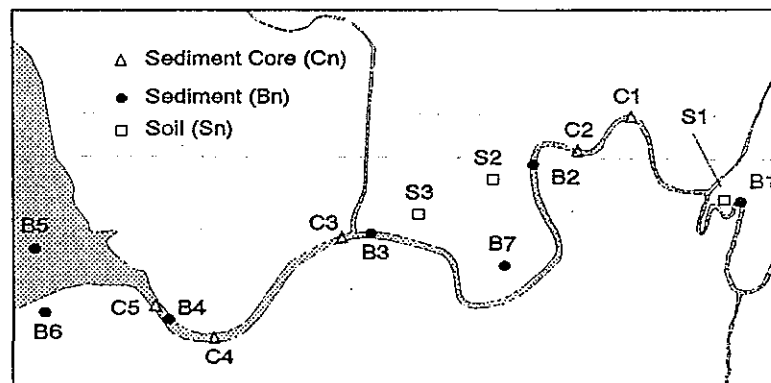 Sediment Core (Cn)
Sediment (Bn)
Soil (Sn)
C1
S1
C2
S2
B2
B1
S3
C3
B3
B7
B5
C5
B4
B6
C4